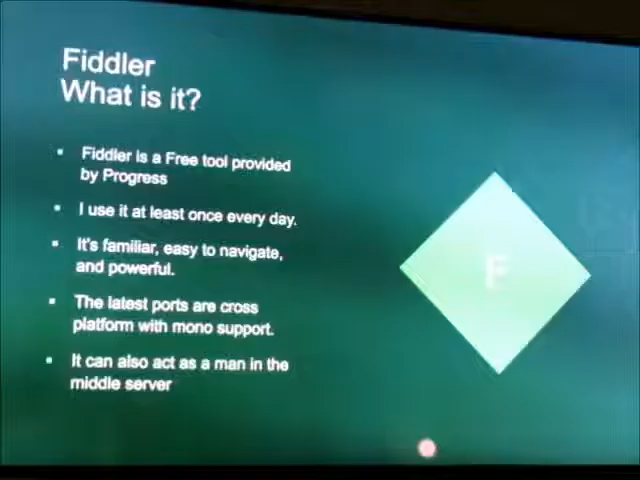 Fiddler
What is it?
Fiddler is a Free tool provided
by Progress
I use it at least once every day.
It's familiar, easy to navigate,
and powerful.
The latest ports are cross
platform with mono support.
It can also act as a man in the
middle server
F